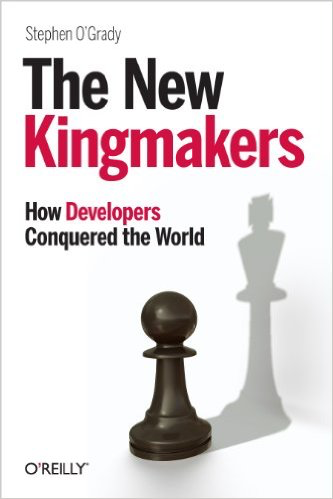 Stephen O'Grady
The New
Kingmakers
How Developers
Conquered the World
O'REILLY®